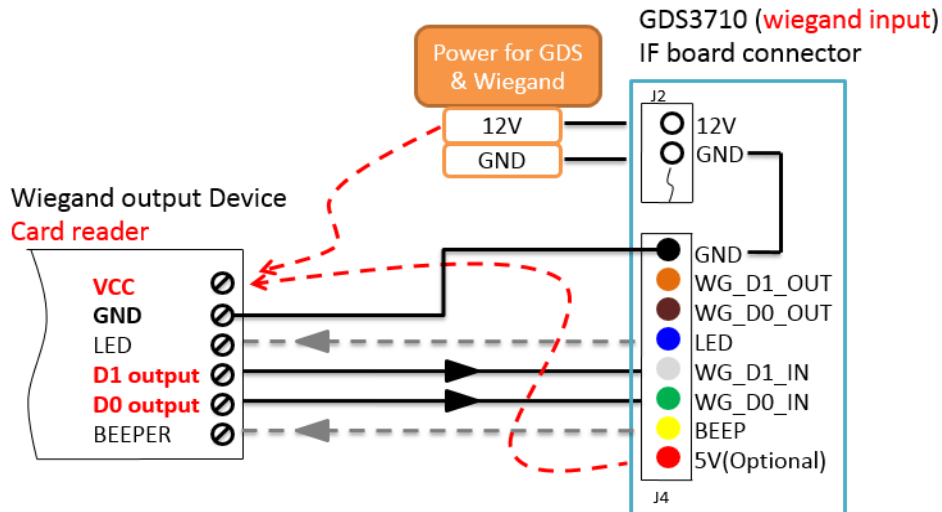 GDS3710 (wiegand input)
IF board connector
Power for GDS
& Wiegand
12V
GND
J2
12V
GND
Wiegand output Device
Card reader
VCC
GND
LED
D1 output
D0 output
BEEPER
GND
WG_D1_OUT
WG_D0_OUT
LED
WG_D1_IN
WG_D0_IN
BEEP
5V(Optional)
J4